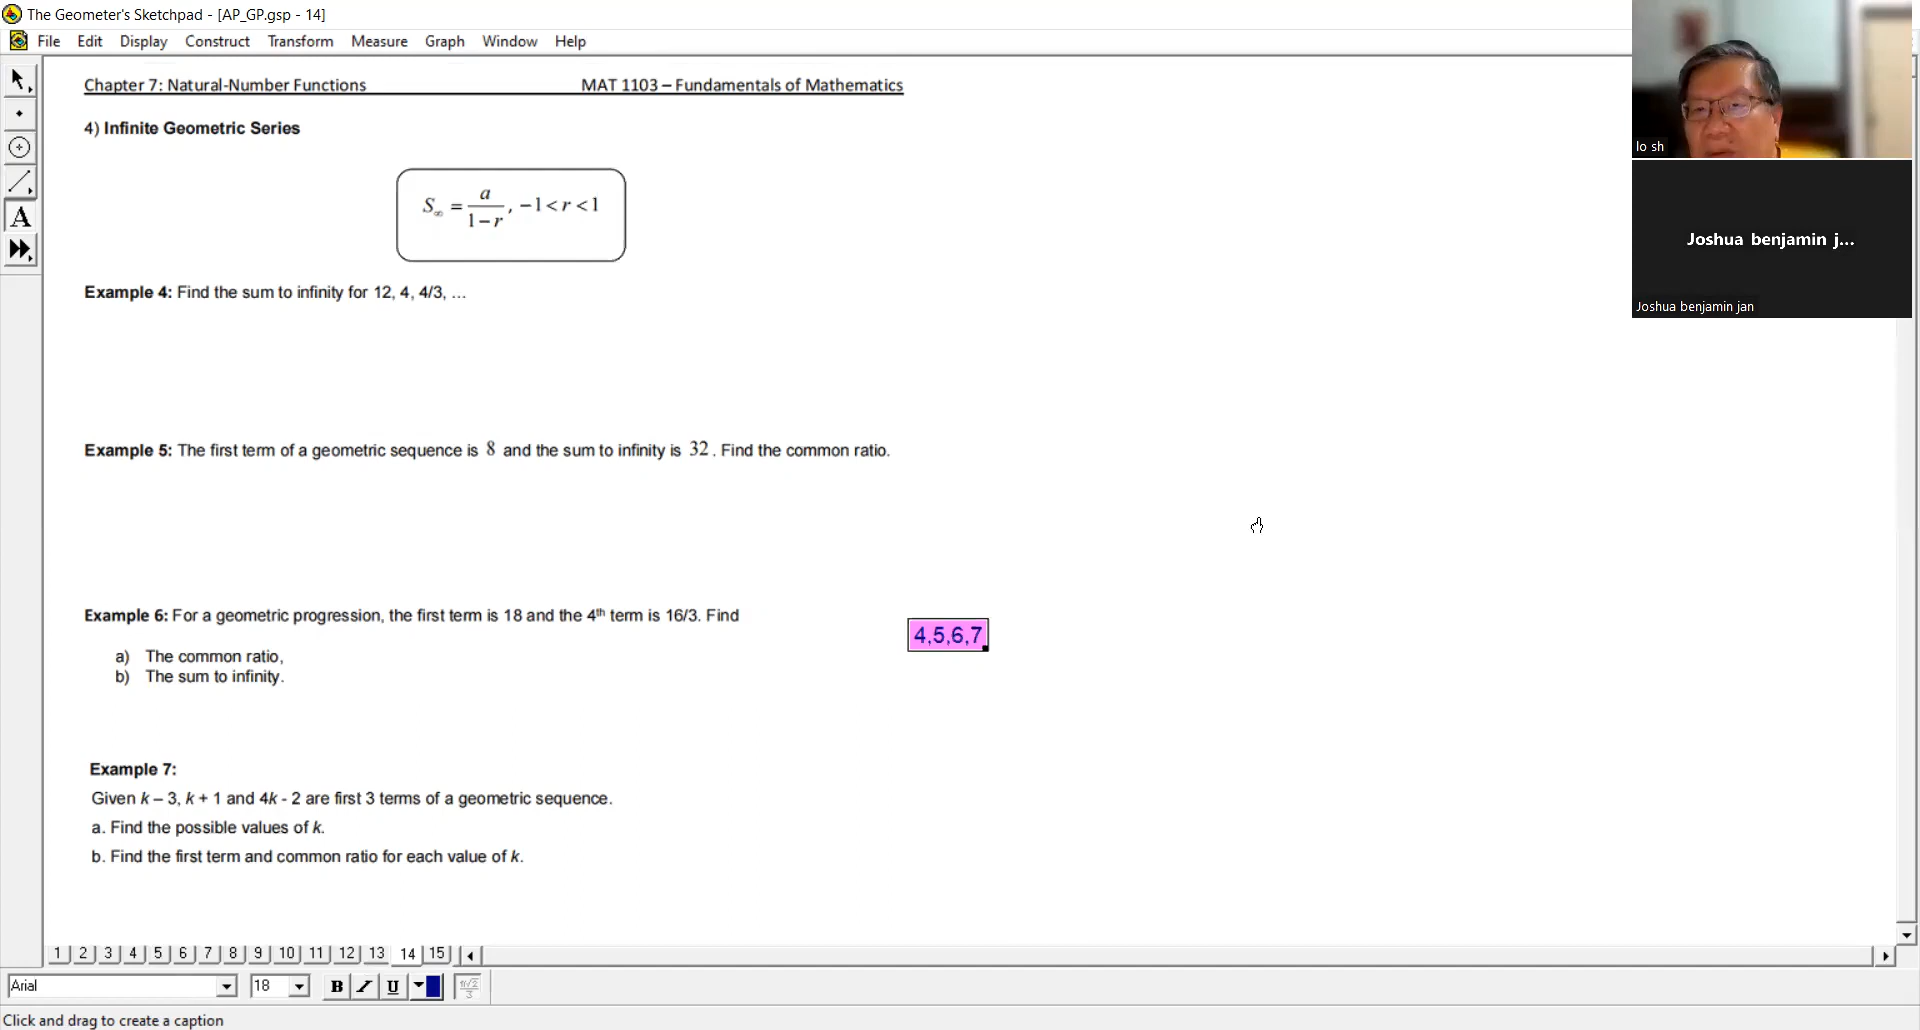 The Geometer's Sketchpad - [AP_GP.gsp - 14]
File Edit Display Construct Transform Measure Graph Window Help
Chapter 7: Natural-Number Functions MAT 1103 – Fundamentals of Mathematics
4) Infinite Geometric Series
S∞ = a/(1−r), −1 < r < 1
Example 4: Find the sum to infinity for 12, 4, 4/3, ...
Example 5: The first term of a geometric sequence is 8 and the sum to infinity is 32. Find the common ratio.
Example 6: For a geometric progression, the first term is 18 and the 4th term is 16/3. Find
a) The common ratio,
b) The sum to infinity.
4,5,6,7
Example 7:
Given k – 3, k + 1 and 4k - 2 are first 3 terms of a geometric sequence.
a. Find the possible values of k.
b. Find the first term and common ratio for each value of k.
lo sh
Joshua benjamin j...
Joshua benjamin jan
A
1 2 3 4 5 6 7 8 9 10 11 12 13 14 15
Arial 18 B I U
Click and drag to create a caption